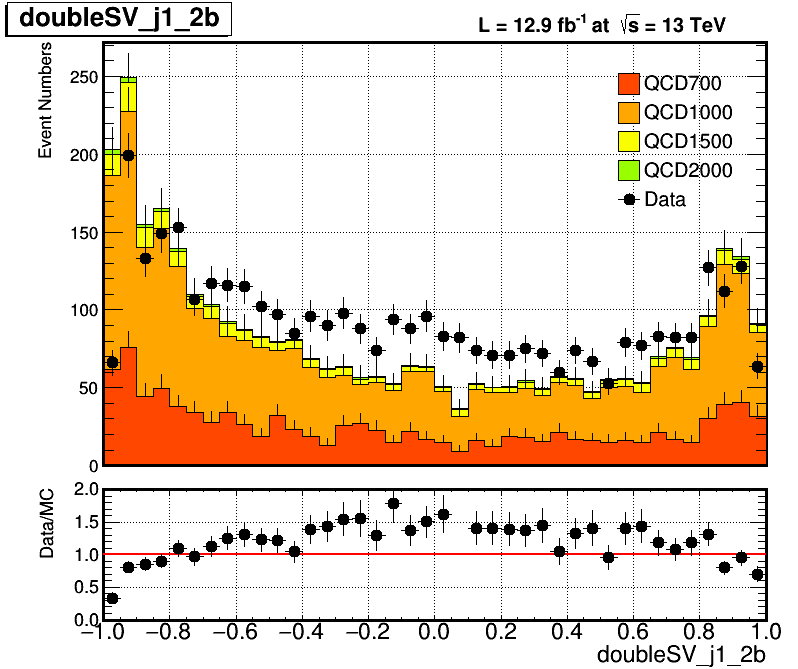 doubleSV_j1_2b
L = 12.9 fb-1 at √s = 13 TeV
Event Numbers
250
200
150
100
50
0
QCD700
QCD1000
QCD1500
QCD2000
Data
Data/MC
2.0
1.5
1.0
0.5
0.0
−1.0 −0.8 −0.6 −0.4 −0.2 0.0 0.2 0.4 0.6 0.8 1.0
doubleSV_j1_2b